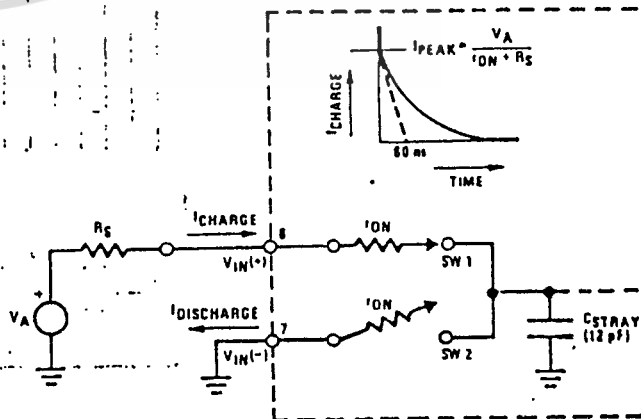 IPEAK = VA
rON + RS
ICHARGE
60 ns
TIME
ICHARGE
RS
6
rON
VIN(+)
SW 1
IDISCHARGE
7
rON
VA
+
VIN(-)
SW 2
CSTRAY
(12 pF)